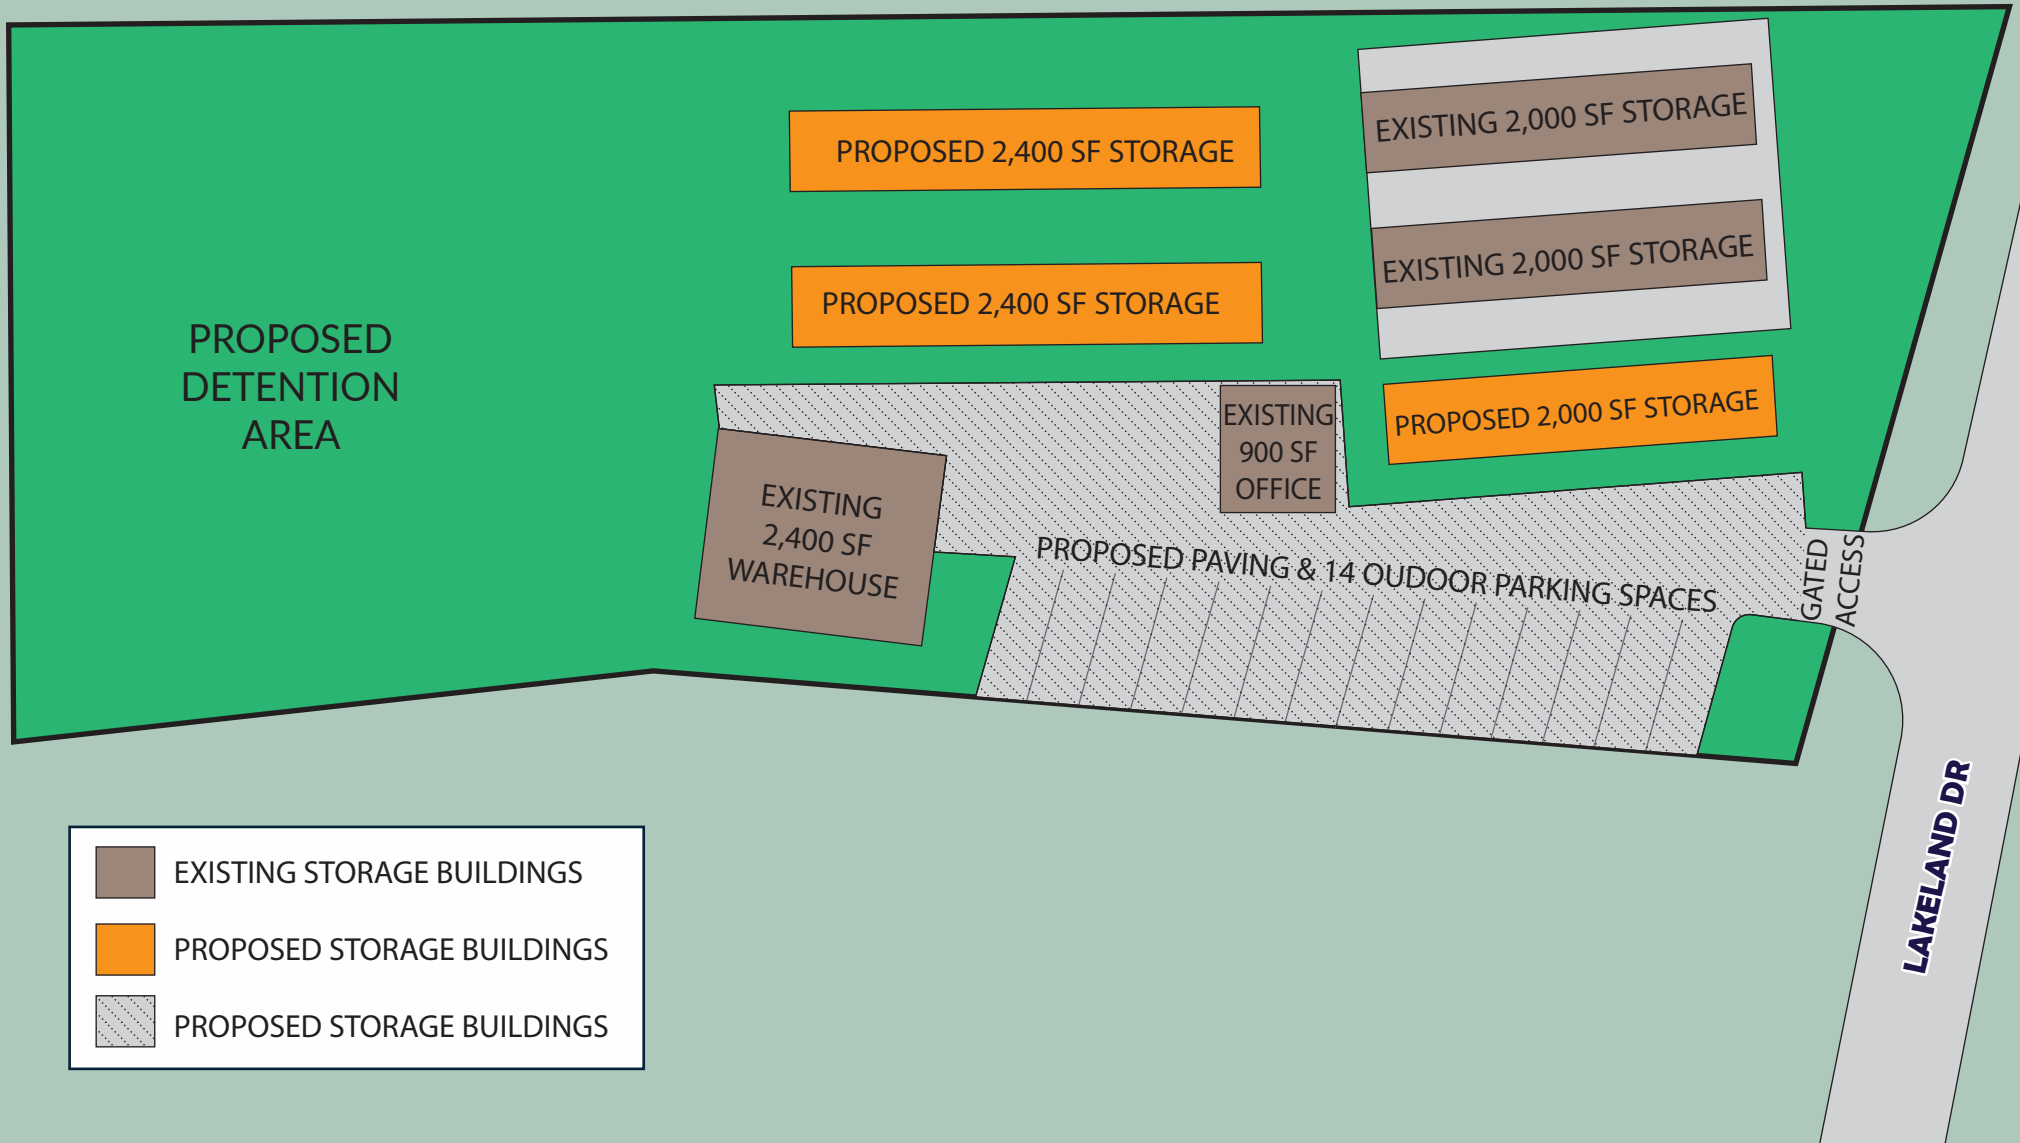 PROPOSED 2,400 SF STORAGE
EXISTING 2,000 SF STORAGE
EXISTING 2,000 SF STORAGE
PROPOSED 2,400 SF STORAGE
PROPOSED
DETENTION
AREA
PROPOSED 2,000 SF STORAGE
EXISTING
900 SF
OFFICE
EXISTING
2,400 SF
WAREHOUSE
PROPOSED PAVING & 14 OUDOOR PARKING SPACES
GATED
ACCESS
LAKELAND DR
EXISTING STORAGE BUILDINGS
PROPOSED STORAGE BUILDINGS
PROPOSED STORAGE BUILDINGS